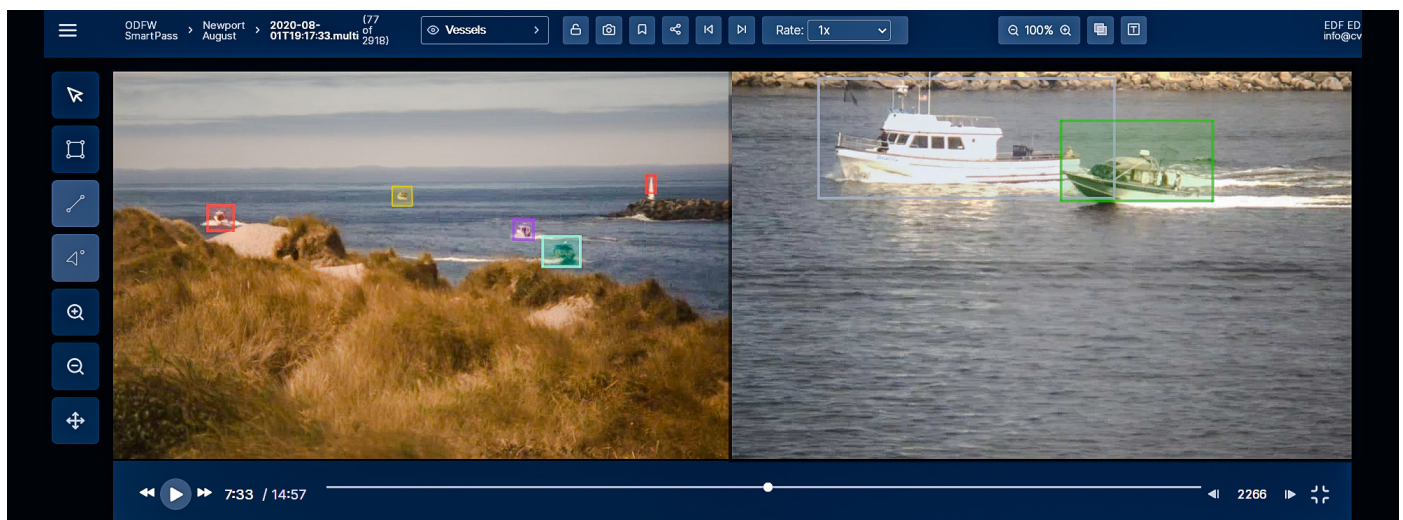 ODFW SmartPass > Newport August > 2020-08-01T19:17:33.multi (77 of 2918)
Vessels >
Rate: 1x
100%
EDF ED
info@cv
7:33 / 14:57
2266